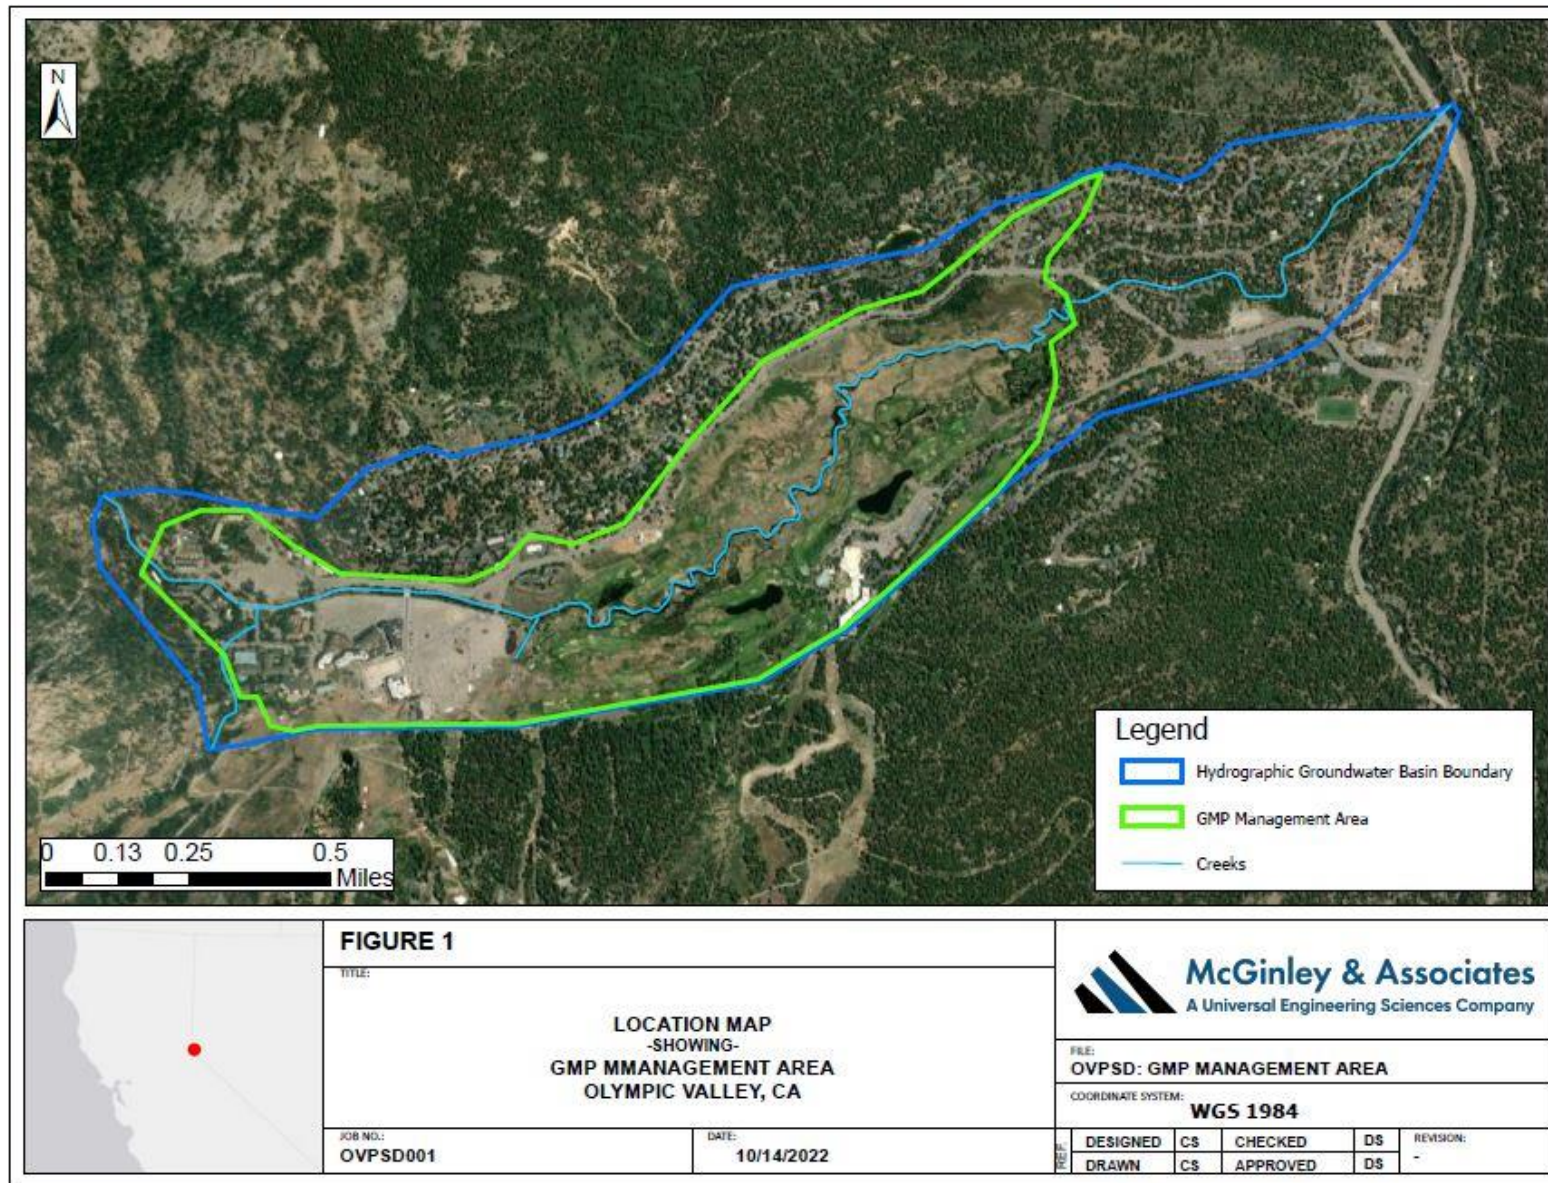 N
0 0.13 0.25 0.5
Miles
Legend
Hydrographic Groundwater Basin Boundary
GMP Management Area
Creeks
FIGURE 1
TITLE:
LOCATION MAP
-SHOWING-
GMP MMANAGEMENT AREA
OLYMPIC VALLEY, CA
JOB NO.:
OVPSD001
DATE:
10/14/2022
McGinley & Associates
A Universal Engineering Sciences Company
FILE:
OVPSD: GMP MANAGEMENT AREA
COORDINATE SYSTEM:
WGS 1984
REF:
DESIGNED CS CHECKED DS
DRAWN CS APPROVED DS
REVISION:
-